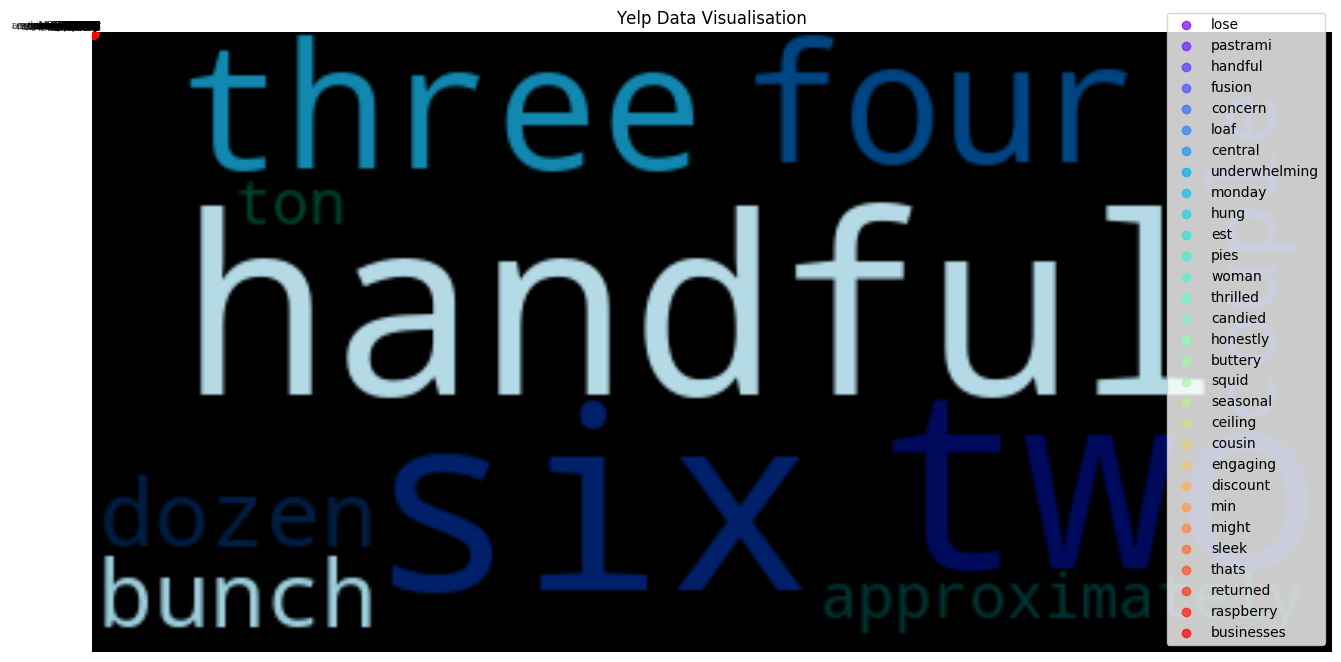 Yelp Data Visualisation
three four
ton
handful
couple
six two
dozen
bunch
approximately
lose
pastrami
handful
fusion
concern
loaf
central
underwhelming
monday
hung
est
pies
woman
thrilled
candied
honestly
buttery
squid
seasonal
ceiling
cousin
engaging
discount
min
might
sleek
thats
returned
raspberry
businesses